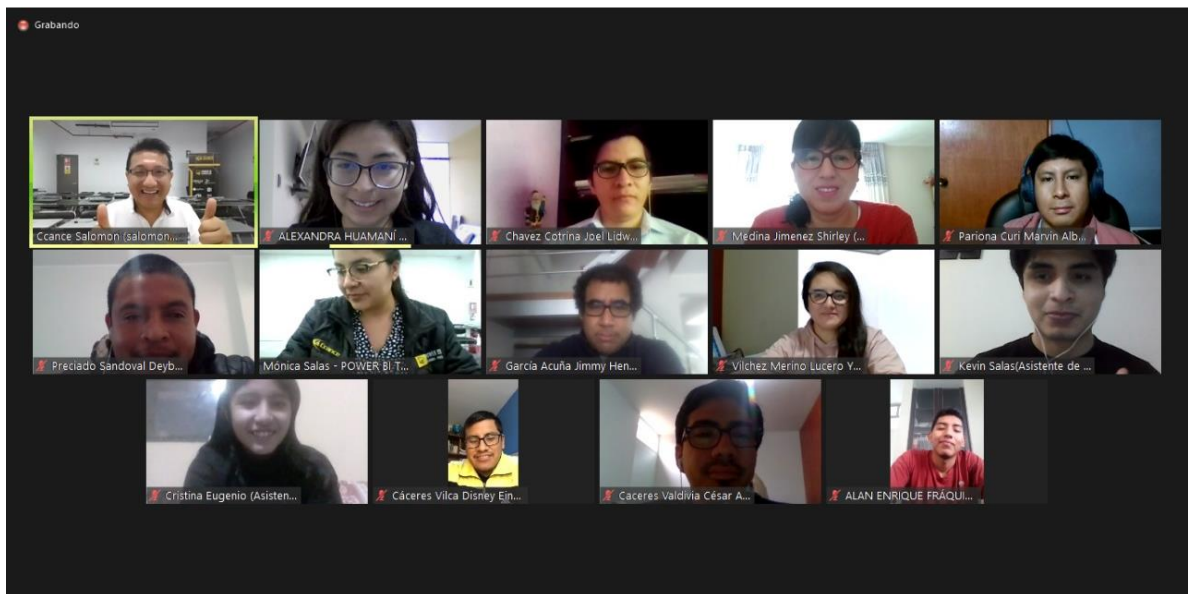 Grabando
Ccance Salomon (salomon...
ALEXANDRA HUAMANÍ ...
Chavez Cotrina Joel Lidw...
Medina Jimenez Shirley (...
Pariona Curi Marvin Alb...
Preciado Sandoval Deyb...
Mónica Salas - POWER BI T...
García Acuña Jimmy Hen...
Vilchez Merino Lucero Y...
Kevin Salas(Asistente de ...
Cristina Eugenio (Asisten...
Cáceres Vilca Disney Ein...
Caceres Valdivia César A...
ALAN ENRIQUE FRÁQUI...